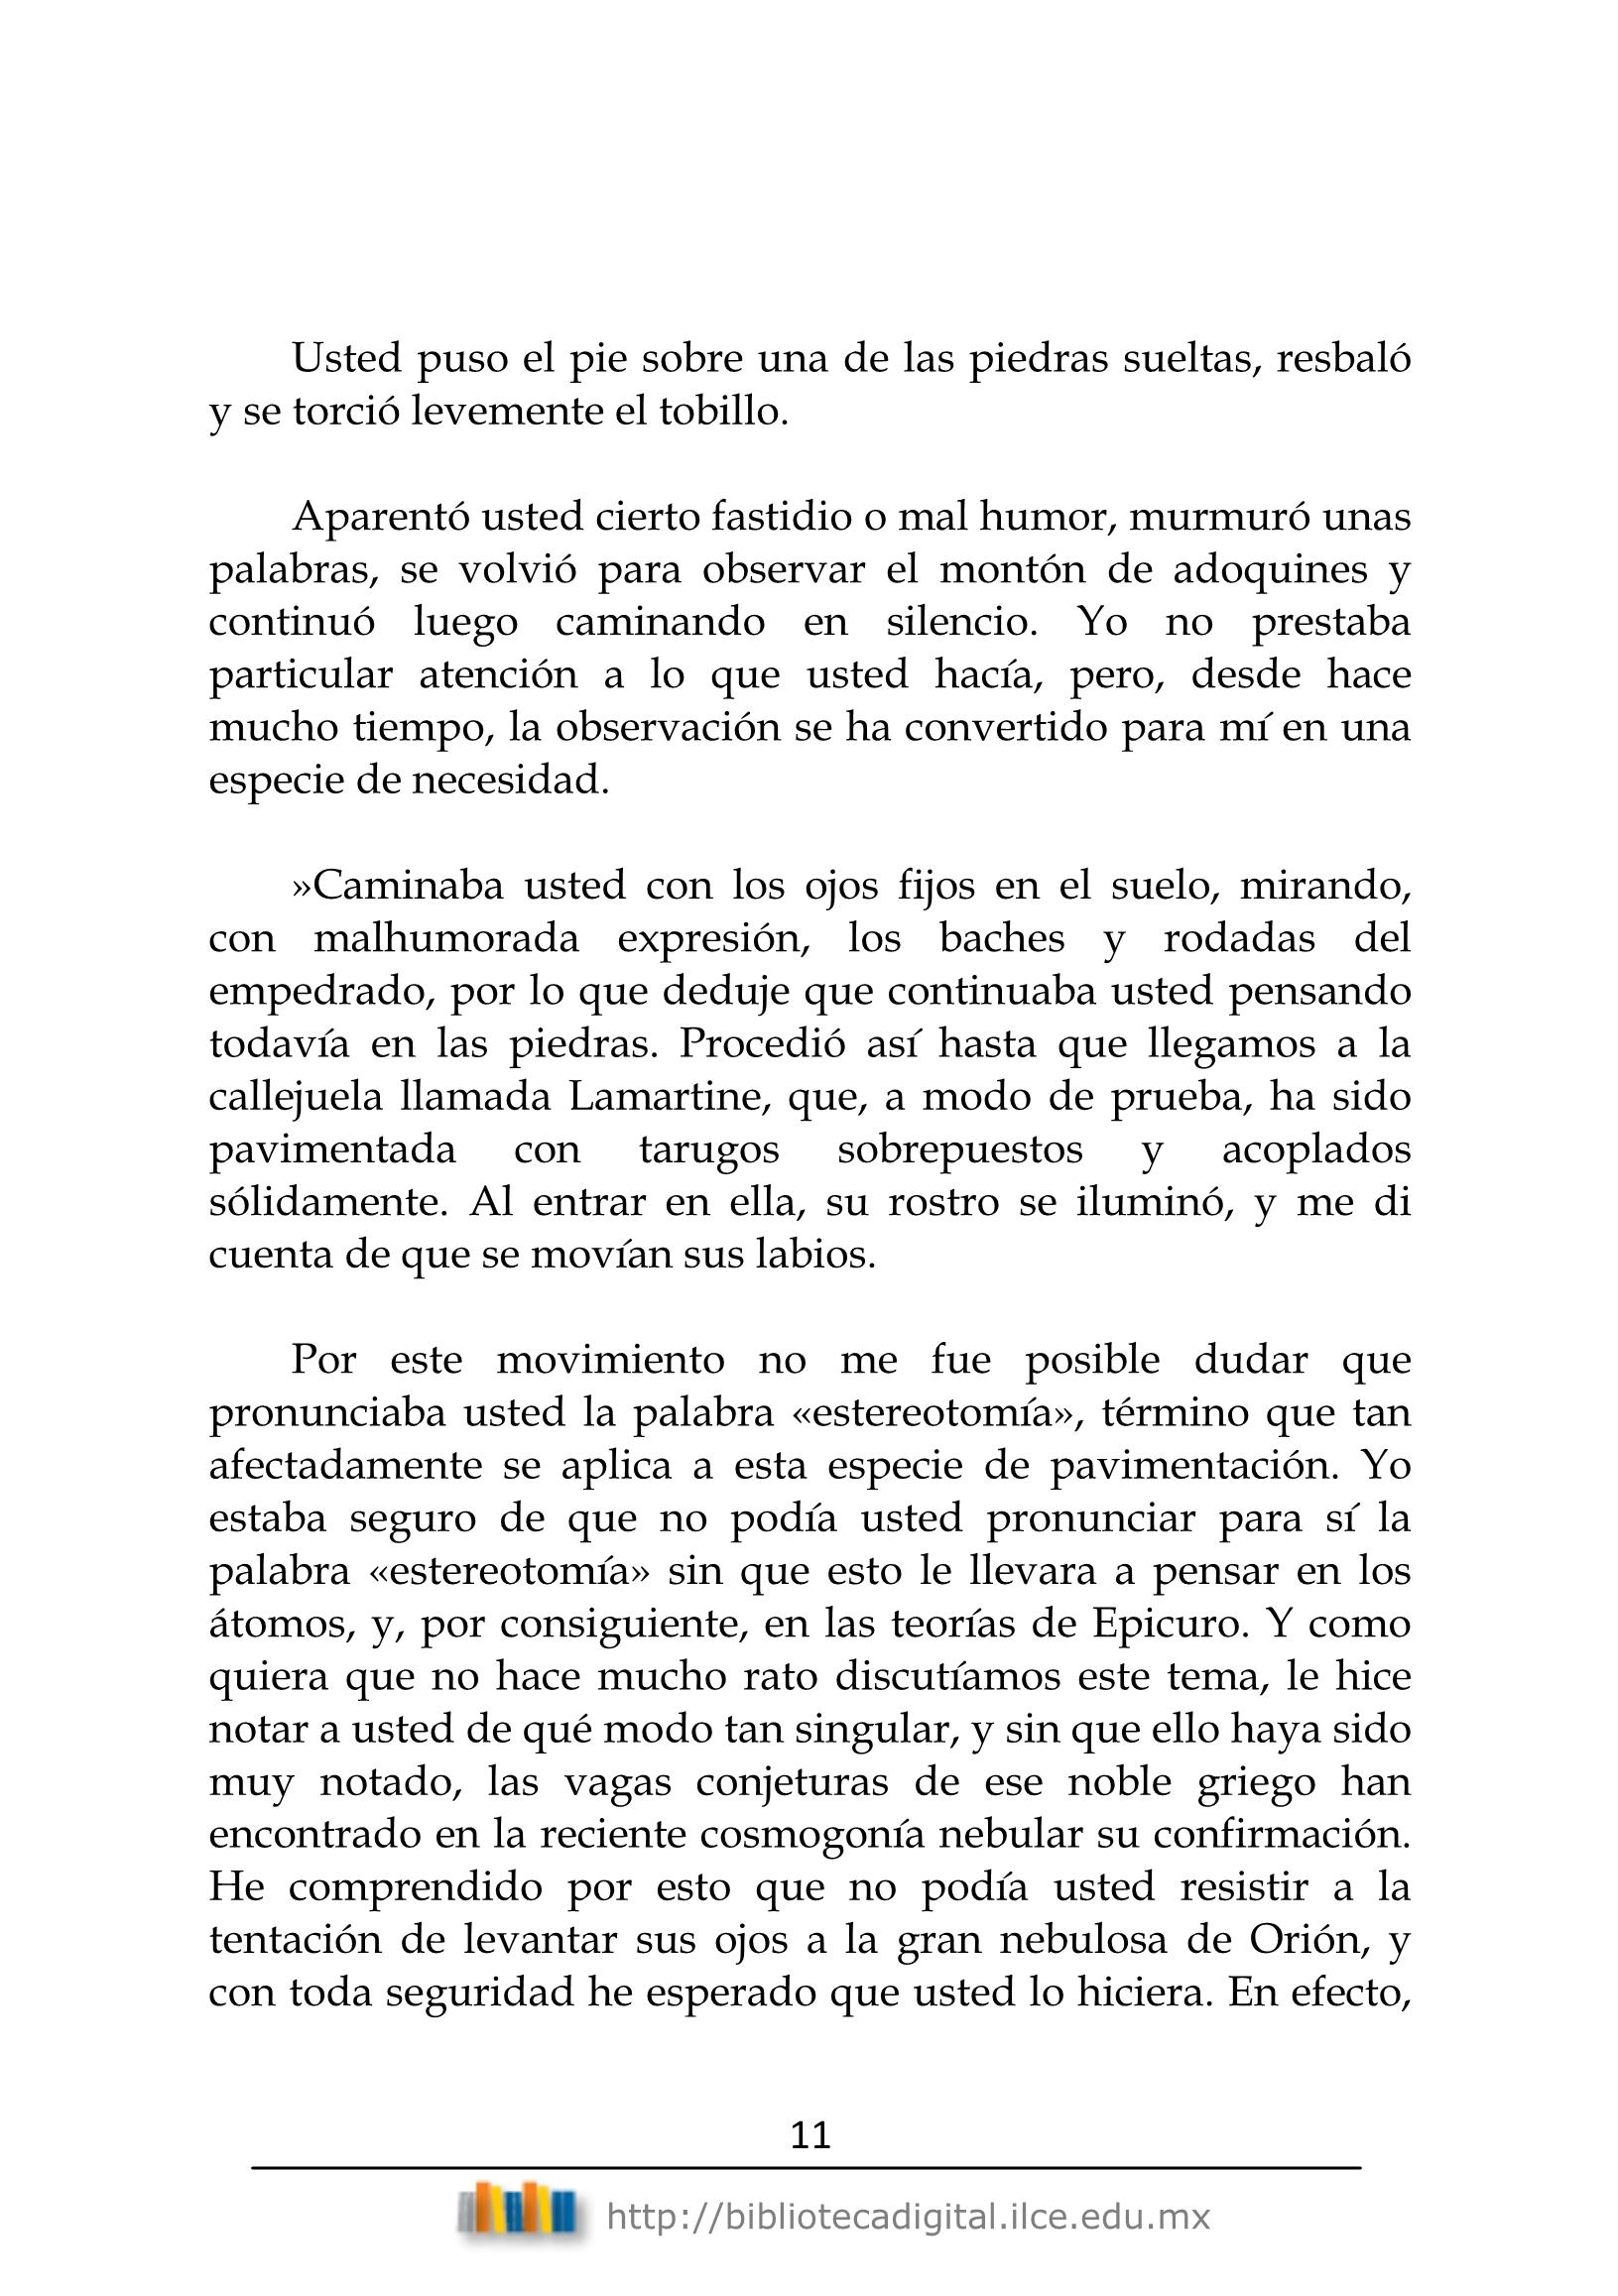 Usted puso el pie sobre una de las piedras sueltas, resbaló
y se torció levemente el tobillo.
Aparentó usted cierto fastidio o mal humor, murmuró unas
palabras, se volvió para observar el montón de adoquines y
continuó luego caminando en silencio. Yo no prestaba
particular atención a lo que usted hacía, pero, desde hace
mucho tiempo, la observación se ha convertido para mí en una
especie de necesidad.
»Caminaba usted con los ojos fijos en el suelo, mirando,
con malhumorada expresión, los baches y rodadas del
empedrado, por lo que deduje que continuaba usted pensando
todavía en las piedras. Procedió así hasta que llegamos a la
callejuela llamada Lamartine, que, a modo de prueba, ha sido
pavimentada con tarugos sobrepuestos y acoplados
sólidamente. Al entrar en ella, su rostro se iluminó, y me di
cuenta de que se movían sus labios.
Por este movimiento no me fue posible dudar que
pronunciaba usted la palabra «estereotomía», término que tan
afectadamente se aplica a esta especie de pavimentación. Yo
estaba seguro de que no podía usted pronunciar para sí la
palabra «estereotomía» sin que esto le llevara a pensar en los
átomos, y, por consiguiente, en las teorías de Epicuro. Y como
quiera que no hace mucho rato discutíamos este tema, le hice
notar a usted de qué modo tan singular, y sin que ello haya sido
muy notado, las vagas conjeturas de ese noble griego han
encontrado en la reciente cosmogonía nebular su confirmación.
He comprendido por esto que no podía usted resistir a la
tentación de levantar sus ojos a la gran nebulosa de Orión, y
con toda seguridad he esperado que usted lo hiciera. En efecto,
11
http://bibliotecadigital.ilce.edu.mx